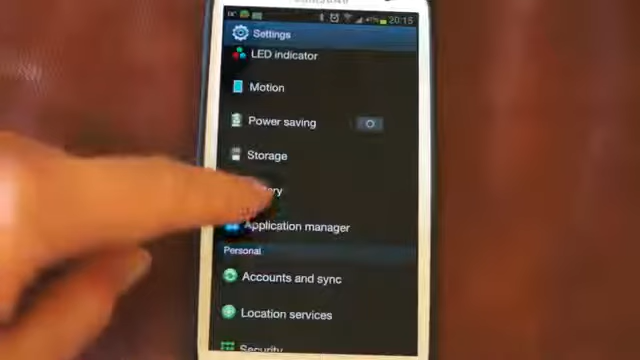 20:15
Settings
LED indicator
Motion
Power saving
Storage
Application manager
Personal
Accounts and sync
Location services
Security